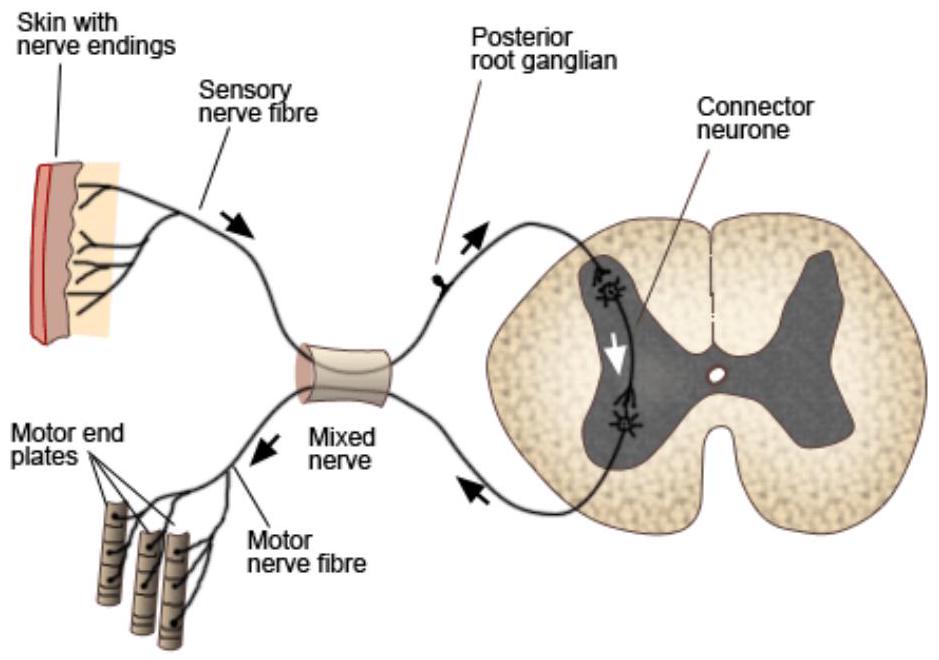 Skin with
nerve endings
Sensory
nerve fibre
Posterior
root ganglian
Connector
neurone
Mixed
nerve
Motor end
plates
Motor
nerve fibre